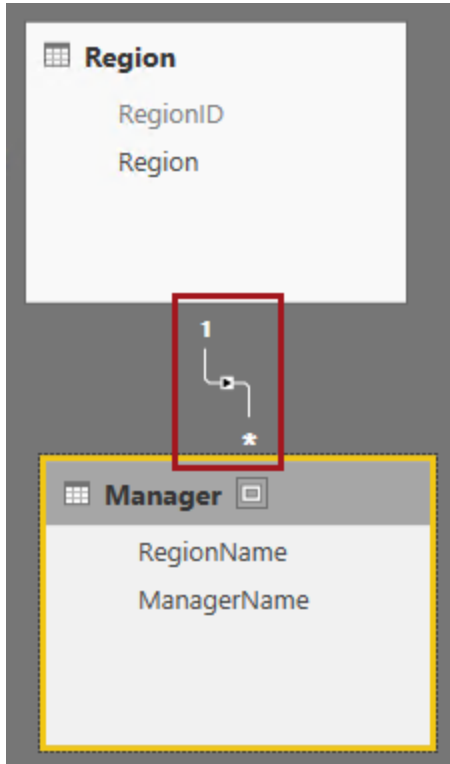 Region
RegionID
Region
1
*
Manager
RegionName
ManagerName